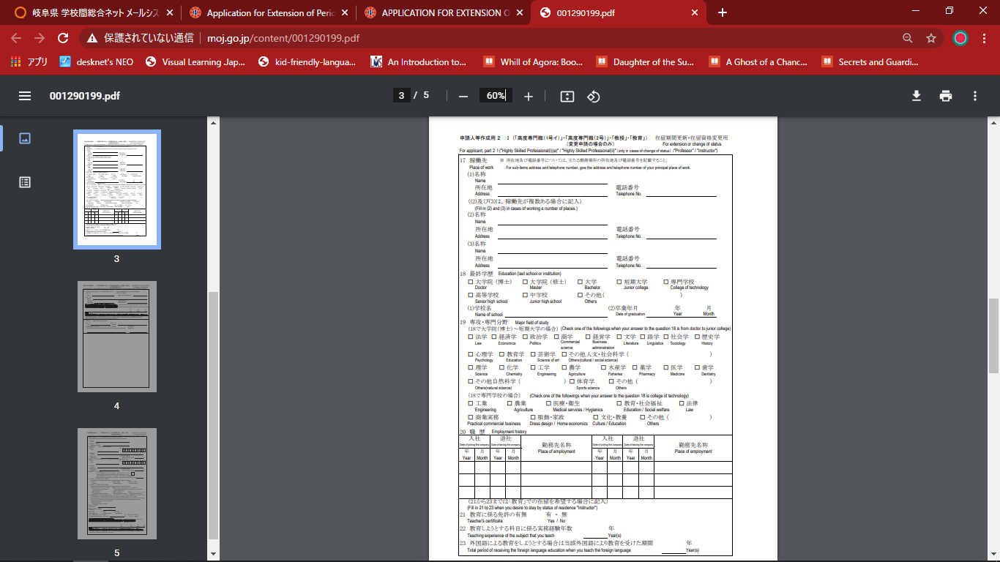 岐阜県 学校間総合ネット メールシス
Application for Extension of Peric
APPLICATION FOR EXTENSION O
001290199.pdf
保護されていない通信 | moj.go.jp/content/001290199.pdf
アプリ
desknet's NEO
Visual Learning Jap...
kid-friendly-langua...
An Introduction to...
Whill of Agora: Boo...
Daughter of the Su...
A Ghost of a Chanc...
Secrets and Guardi...
001290199.pdf
3 / 5
60%
3
4
5
申請人等作成用 2 I (「高度専門職(1号イ)」・「高度専門職(2号)」・「教授」・「教育」) 在留期間更新・在留資格変更用
(変更申請の場合のみ) For extension or change of status
For applicant, part 2 I ("Highly Skilled Professional(i)(a)" / "Highly Skilled Professional(ii)" (only in cases of change of status) /"Professor" / "Instructor")
17 稼働先 ※ 所在地及び電話番号については、主たる勤務場所の所在地及び電話番号を記載すること。
Place of work For sub-items address and telephone number, give the address and telephone number of your principal place of work.
(1)名称
Name
所在地 電話番号
Address Telephone No.
((2)及び(3)は、稼働先が複数ある場合に記入)
(Fill in (2) and (3) in cases of working a number of places.)
(2)名称
Name
所在地 電話番号
Address Telephone No.
(3)名称
Name
所在地 電話番号
Address Telephone No.
18 最終学歴 Education (last school or institution)
□ 大学院 (博士) □ 大学院 (修士) □ 大学 □ 短期大学 □ 専門学校
Doctor Master Bachelor Junior college College of technology
□ 高等学校 □ 中学校 □ その他 ( )
Senior high school Junior high school Others
(1)学校名 (2)卒業年月 年 月
Name of school Date of graduation Year Month
19 専攻・専門分野 Major field of study
(18で大学院(博士)～短期大学の場合) (Check one of the followings when your answer to the question 18 is from doctor to junior college)
□ 法学 □ 経済学 □ 政治学 □ 商学 □ 経営学 □ 文学 □ 語学 □ 社会学 □ 歴史学
Law Economics Politics Commercial science Business administration Literature Linguistics Sociology History
□ 心理学 □ 教育学 □ 芸術学 □ その他人文・社会科学 ( )
Psychology Education Science of art Others(cultural / social science)
□ 理学 □ 化学 □ 工学 □ 農学 □ 水産学 □ 薬学 □ 医学 □ 歯学
Science Chemistry Engineering Agriculture Fisheries Pharmacy Medicine Dentistry
□ その他自然科学 ( ) □ 体育学 □ その他 ( )
Others(natural science) Sports science Others
(18で専門学校の場合) (Check one of the followings when your answer to the question 18 is college of technology)
□ 工業 □ 農業 □ 医療・衛生 □ 教育・社会福祉 □ 法律
Engineering Agriculture Medical services / Hygienics Education / Social welfare Law
□ 商業実務 □ 服飾・家政 □ 文化・教養 □ その他 ( )
Practical commercial business Dress design / Home economics Culture / Education Others
20 職 歴 Employment history
入社 退社 勤務先名称 入社 退社 勤務先名称
Date of joining the company Date of leaving the company Place of employment Date of joining the company Date of leaving the company Place of employment
年 月 年 月 年 月 年 月
Year Month Year Month Year Month Year Month
(21から23までは「教育」での在留を希望する場合に記入)
(Fill in 21 to 23 when you desire to stay by status of residence "Instructor")
21 教育に係る免許の有無 有 ・ 無
Teacher's certificate Yes / No
22 教育しようとする科目に係る実務経験年数 年
Teaching experience of the subject that you teach Year(s)
23 外国語による教育をしようとする場合は当該外国語により教育を受けた期間 年
Total period of receiving the foreign language education when you teach the foreign language Year(s)